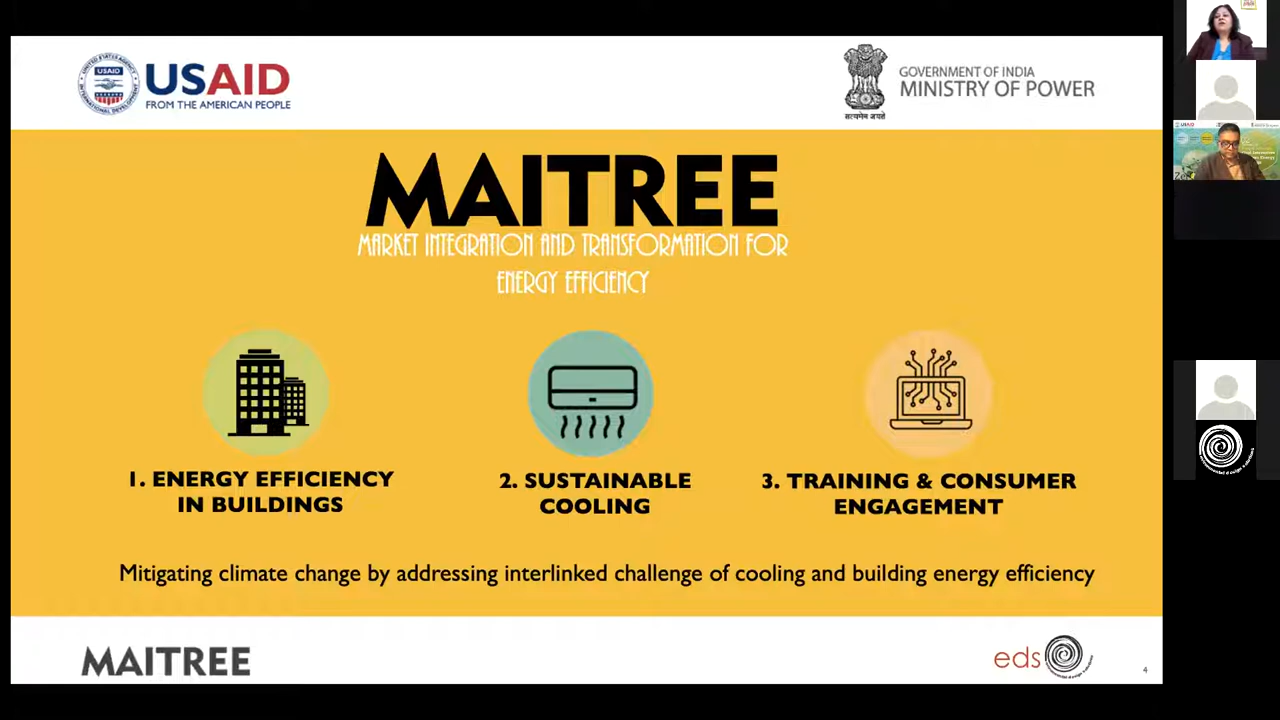 USAID
FROM THE AMERICAN PEOPLE
GOVERNMENT OF INDIA
MINISTRY OF POWER
सत्यमेव जयते
MAITREE
MARKET INTEGRATION AND TRANSFORMATION FOR
ENERGY EFFICIENCY
1. ENERGY EFFICIENCY
IN BUILDINGS
2. SUSTAINABLE
COOLING
3. TRAINING & CONSUMER
ENGAGEMENT
Mitigating climate change by addressing interlinked challenge of cooling and building energy efficiency
MAITREE
eds
4